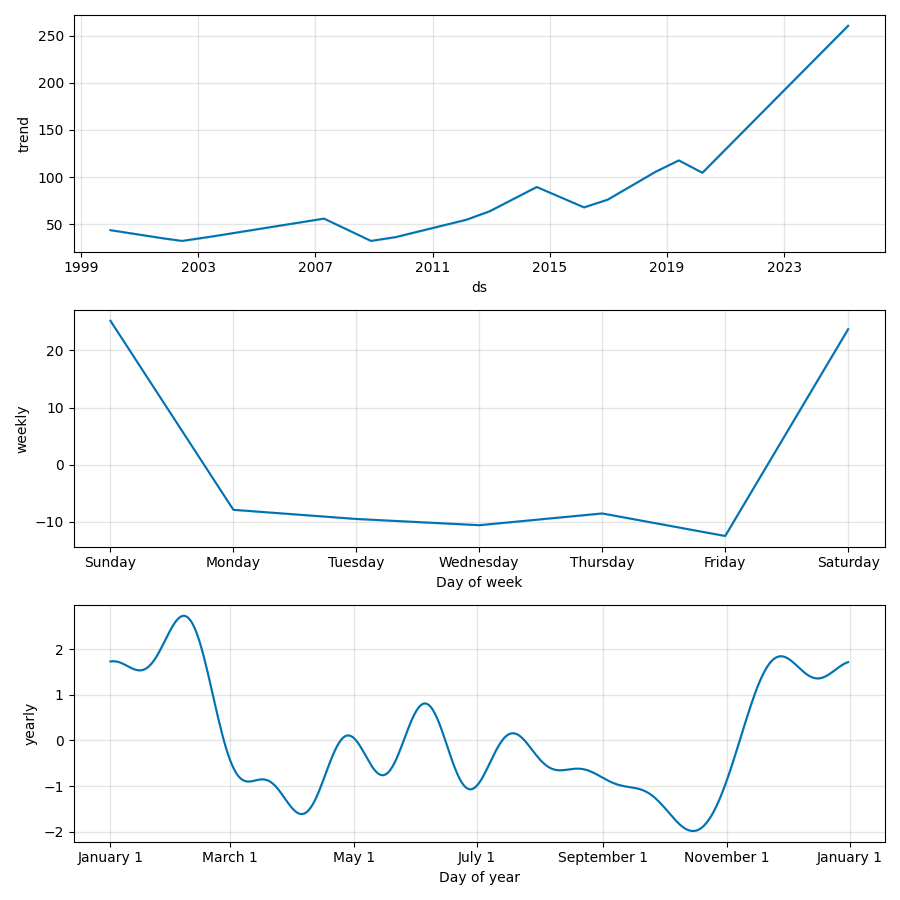 250
200
150
100
50
trend
1999 2003 2007 2011 2015 2019 2023
ds
20
10
0
−10
weekly
Sunday Monday Tuesday Wednesday Thursday Friday Saturday
Day of week
2
1
0
−1
−2
yearly
January 1 March 1 May 1 July 1 September 1 November 1 January 1
Day of year